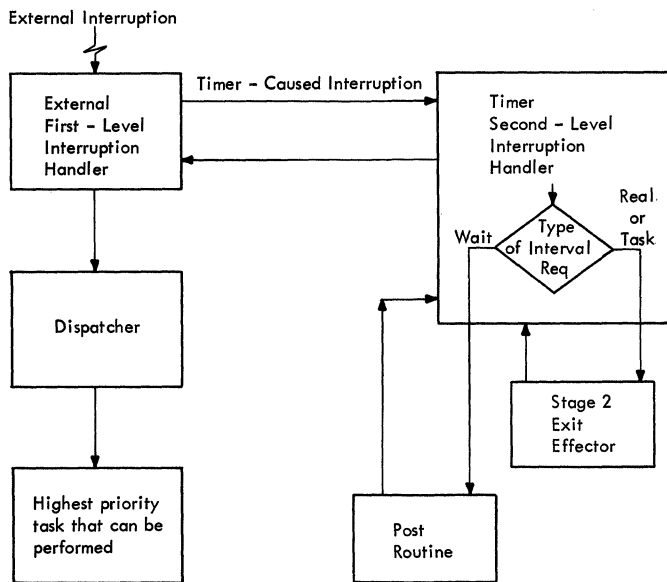 External Interruption
External
First - Level
Interruption
Handler
Timer - Caused Interruption
Timer
Second - Level
Interruption
Handler
Type
of Interval
Req
Wait
Real
or
Task
Dispatcher
Stage 2
Exit
Effector
Highest priority
task that can be
performed
Post
Routine